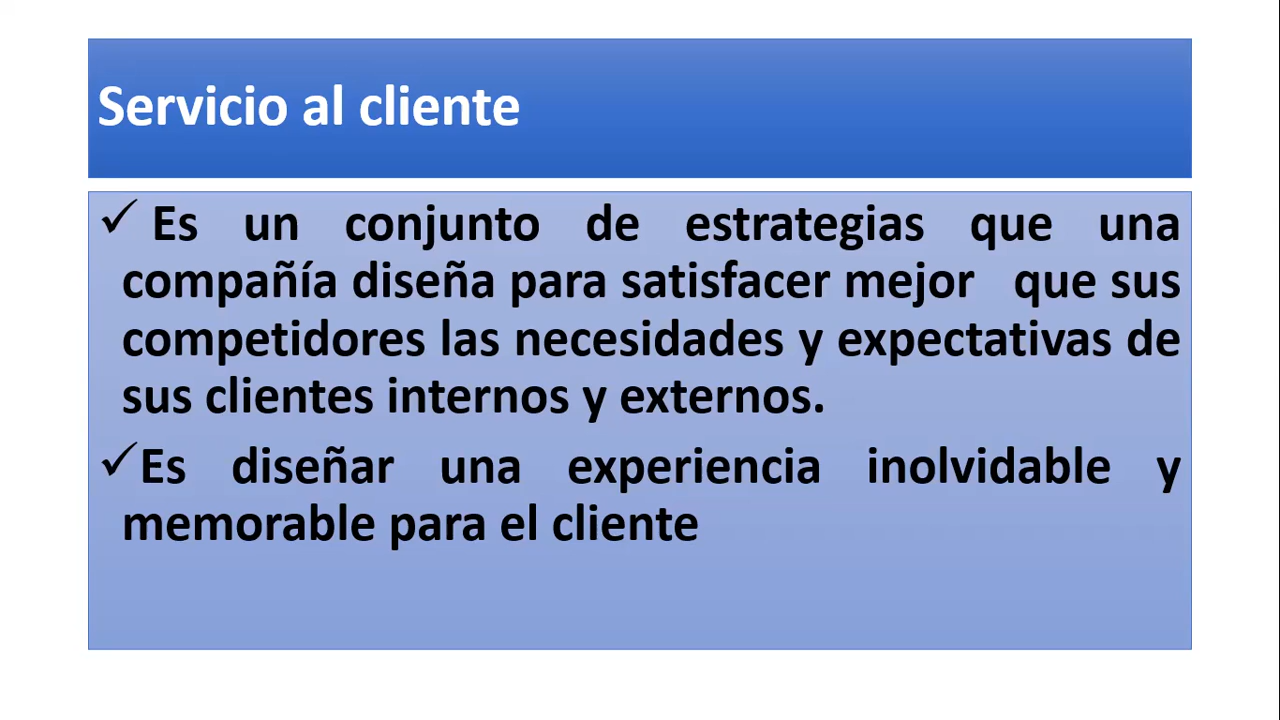 Servicio al cliente
✓ Es un conjunto de estrategias que una
compañía diseña para satisfacer mejor que sus
competidores las necesidades y expectativas de
sus clientes internos y externos.
✓Es diseñar una experiencia inolvidable y
memorable para el cliente